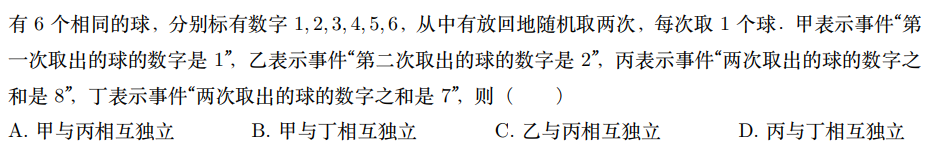 有 6 个相同的球，分别标有数字 1, 2, 3, 4, 5, 6，从中有放回地随机取两次，每次取 1 个球．甲表示事件“第
一次取出的球的数字是 1”，乙表示事件“第二次取出的球的数字是 2”，丙表示事件“两次取出的球的数字之
和是 8”，丁表示事件“两次取出的球的数字之和是 7”，则（　　）
A. 甲与丙相互独立　　B. 甲与丁相互独立　　C. 乙与丙相互独立　　D. 丙与丁相互独立